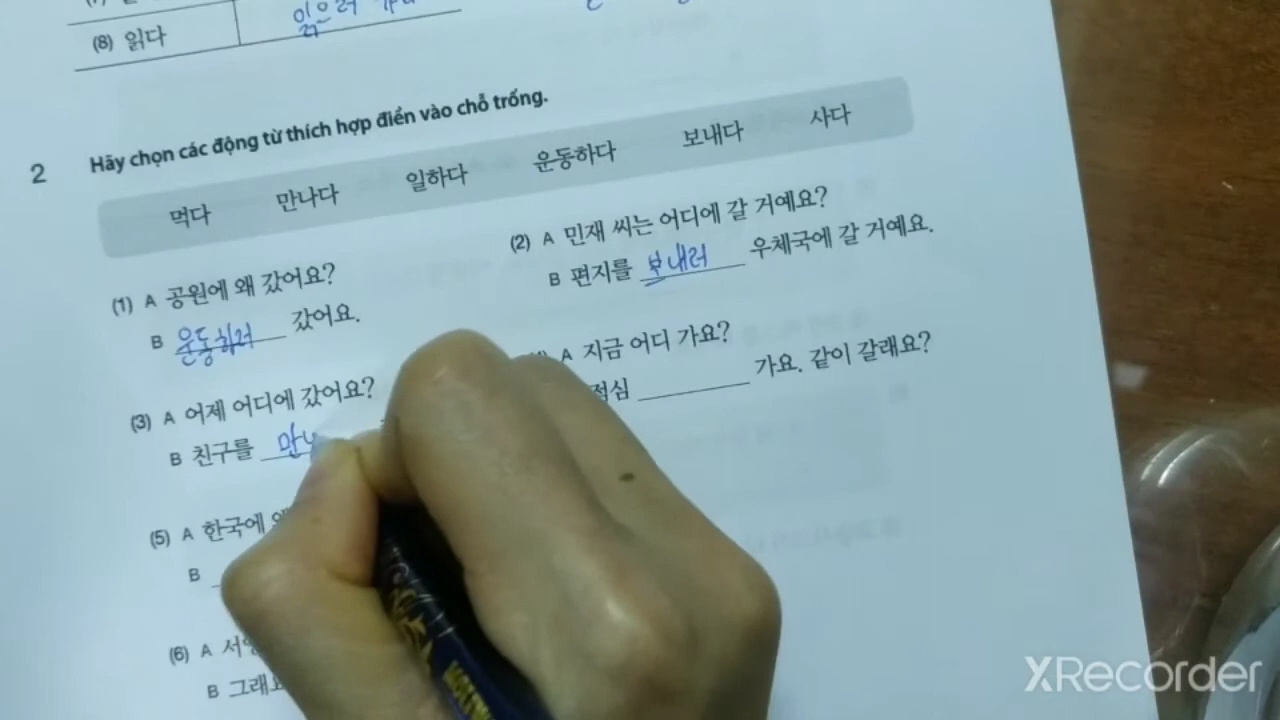 (8) 읽다 읽으러
2 Hãy chọn các động từ thích hợp điền vào chỗ trống.
먹다 만나다 일하다 운동하다 보내다 사다
(1) A 공원에 왜 갔어요?
B 운동하러 갔어요.
(2) A 민재 씨는 어디에 갈 거예요?
B 편지를 보내러 우체국에 갈 거예요.
(3) A 어제 어디에 갔어요?
B 친구를 만나
A 지금 어디 가요?
점심 가요. 같이 갈래요?
(5) A 한국에
B
(6) A
B 그래요
XRecorder